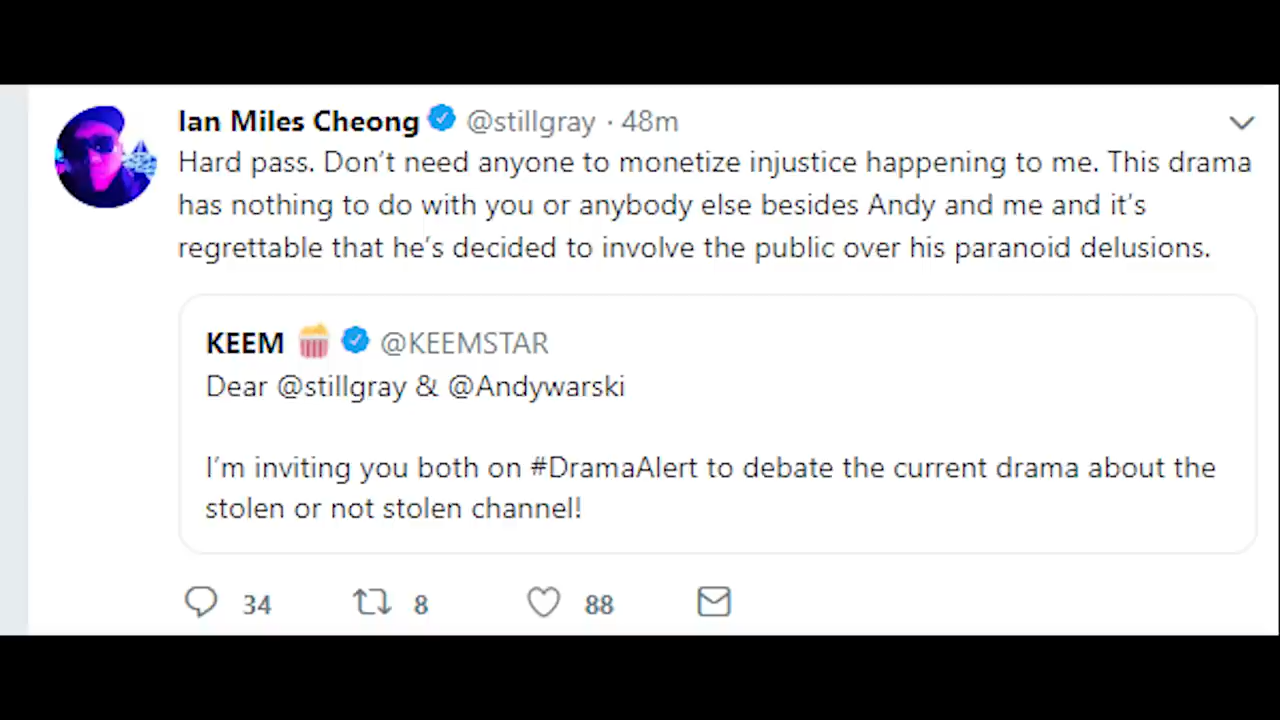 Ian Miles Cheong @stillgray · 48m
Hard pass. Don’t need anyone to monetize injustice happening to me. This drama
has nothing to do with you or anybody else besides Andy and me and it’s
regrettable that he’s decided to involve the public over his paranoid delusions.
KEEM 🍿 @KEEMSTAR
Dear @stillgray & @Andywarski
I’m inviting you both on #DramaAlert to debate the current drama about the
stolen or not stolen channel!
34 8 88